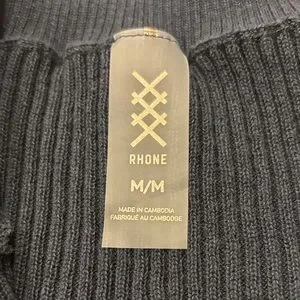 RHONE
M/M
MADE IN CAMBODIA
FABRIQUÉ AU CAMBODGE